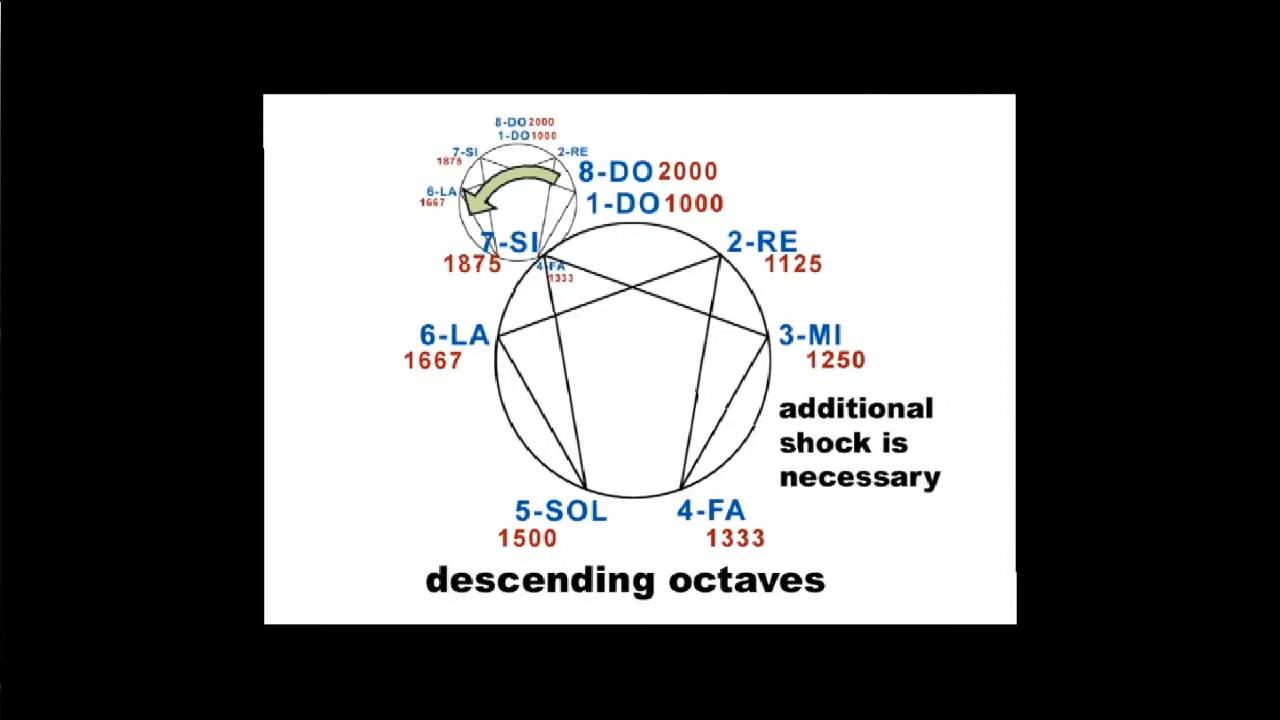 8-DO 2000
1-DO 1000
7-SI
1875
2-RE
6-LA
1667
4-FA
1333
8-DO 2000
1-DO 1000
7-SI
1875
2-RE
1125
6-LA
1667
3-MI
1250
additional
shock is
necessary
5-SOL
1500
4-FA
1333
descending octaves